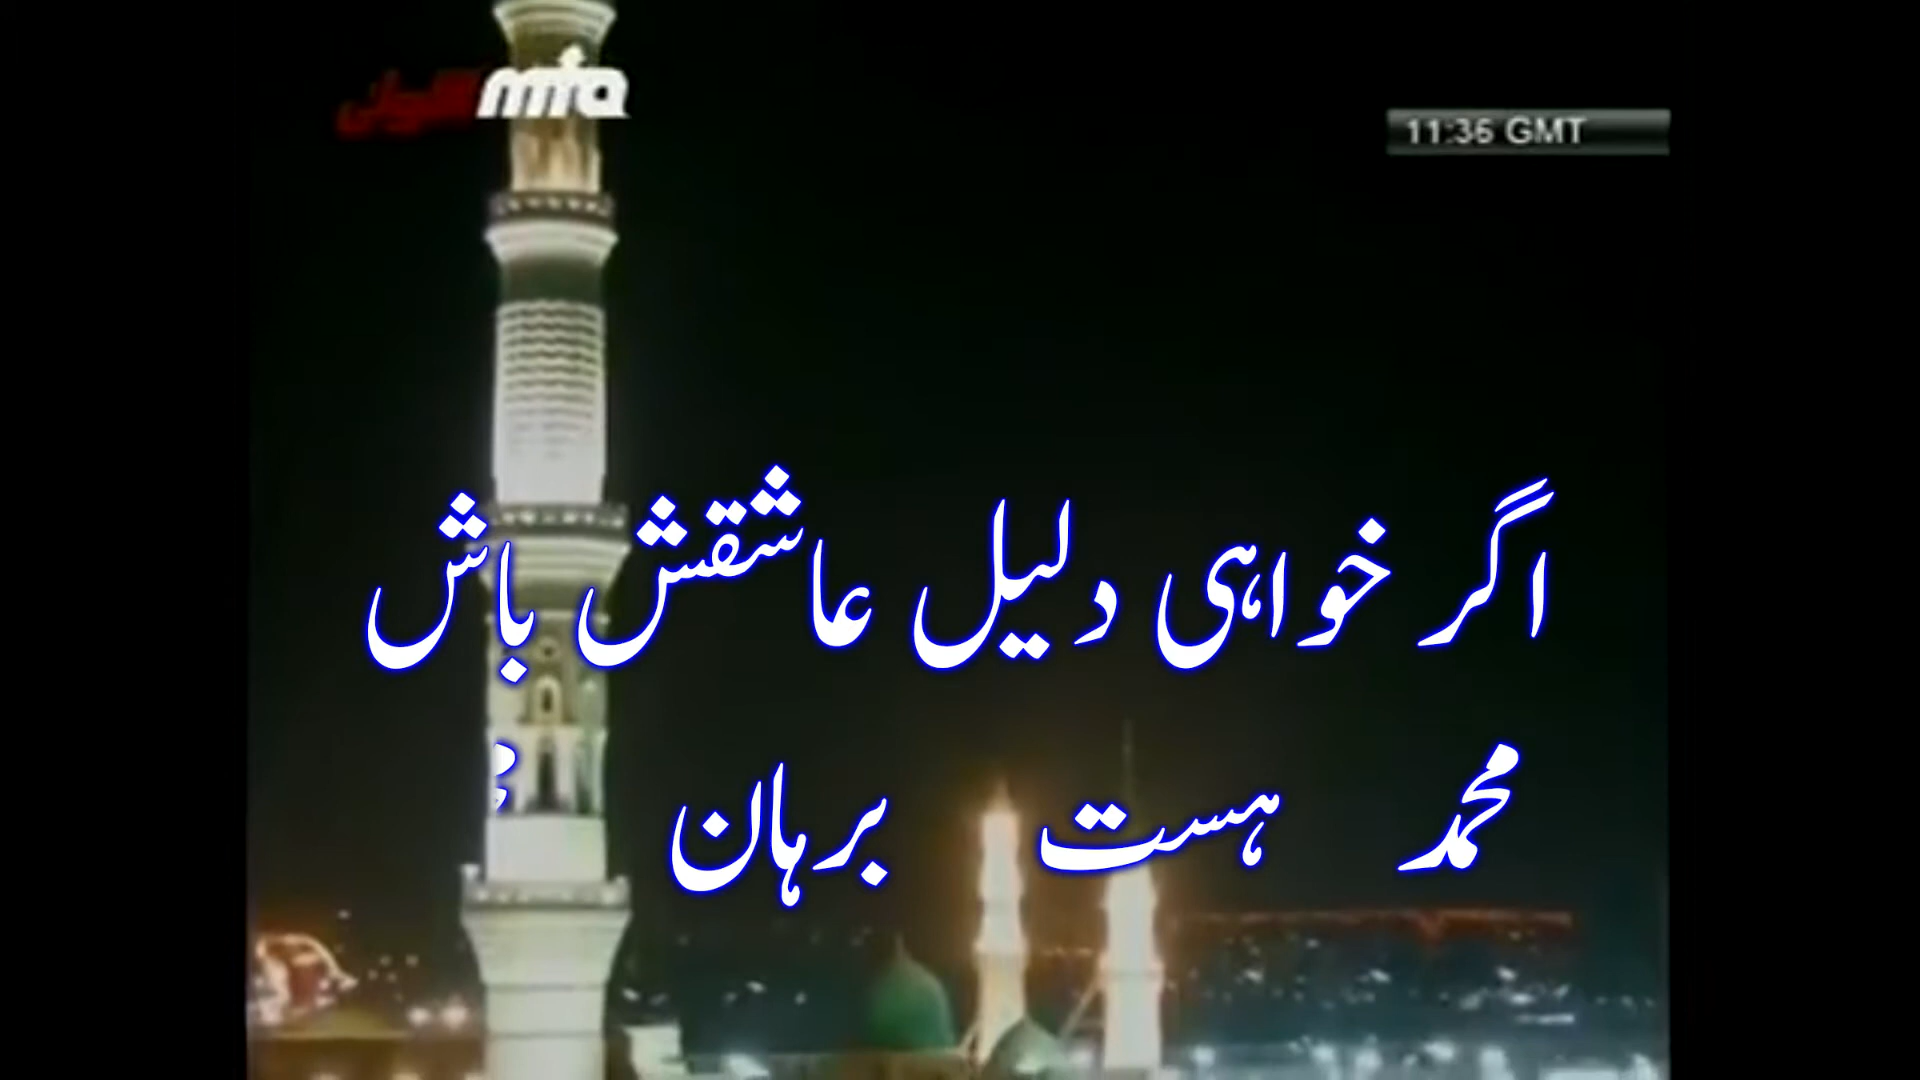 mta
11:36 GMT
اگر خواہی دلیل عاشقش باش
محمد ہست برہان